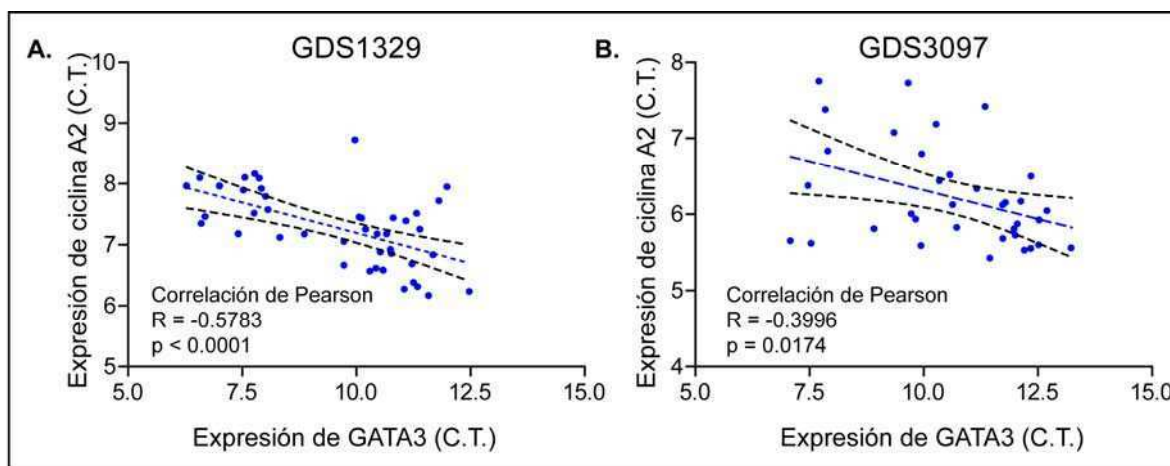 A.
GDS1329
Expresión de ciclina A2 (C.T.)
10
9
8
7
6
5
Correlación de Pearson
R = -0.5783
p < 0.0001
5.0 7.5 10.0 12.5 15.0
Expresión de GATA3 (C.T.)
B.
GDS3097
Expresión de ciclina A2 (C.T.)
8
7
6
5
4
Correlación de Pearson
R = -0.3996
p = 0.0174
5.0 7.5 10.0 12.5 15.0
Expresión de GATA3 (C.T.)